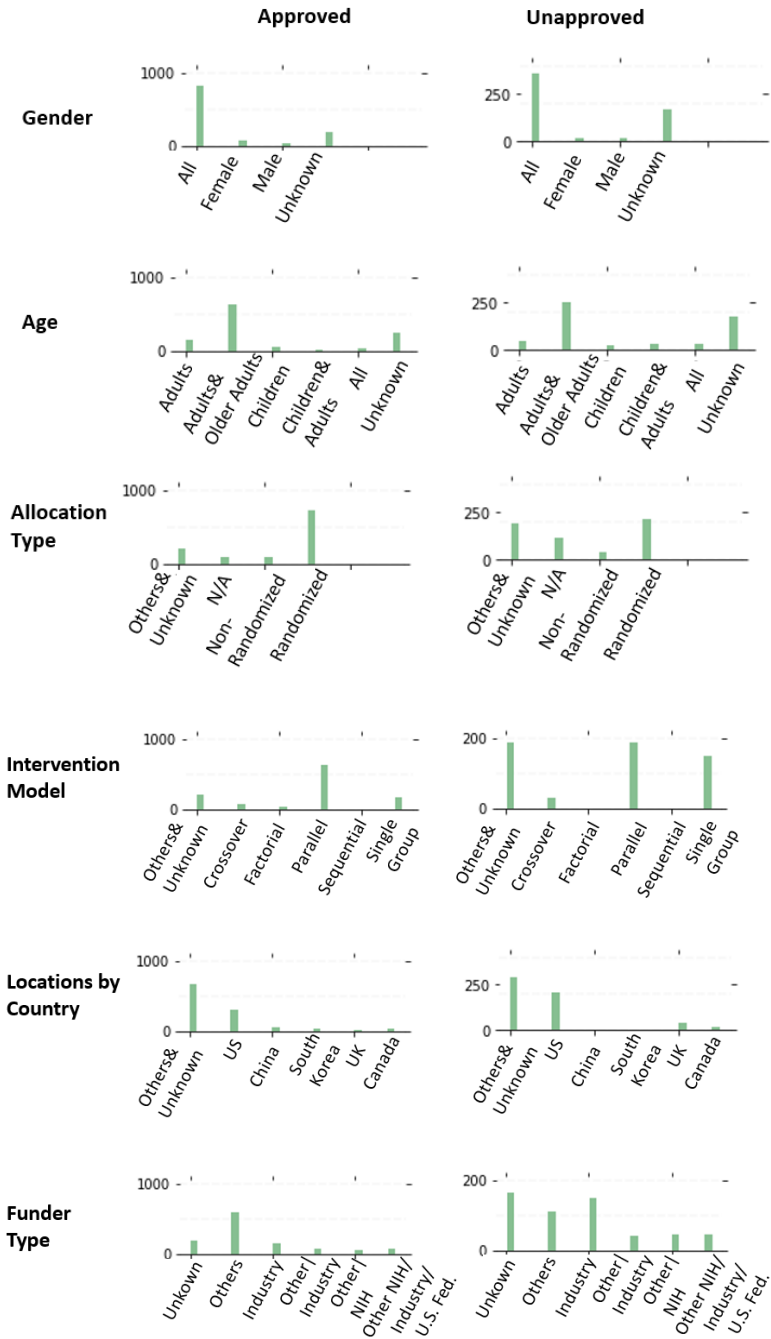 Approved Unapproved
Gender
1000
0
All
Female
Male
Unknown
250
0
All
Female
Male
Unknown
Age
1000
0
Adults
Adults&
Older Adults
Children
Children&
Adults
All
Unknown
250
0
Adults
Adults&
Older Adults
Children
Children&
Adults
All
Unknown
Allocation
Type
1000
0
Others&
Unknown
N/A
Non-
Randomized
Randomized
250
0
Others&
Unknown
N/A
Non-
Randomized
Randomized
Intervention
Model
1000
0
Others&
Unknown
Crossover
Factorial
Parallel
Sequential
Single
Group
200
0
Others&
Unknown
Crossover
Factorial
Parallel
Sequential
Single
Group
Locations by
Country
1000
0
Others&
Unknown
US
China
South
Korea
UK
Canada
250
0
Others&
Unknown
US
China
South
Korea
UK
Canada
Funder
Type
1000
0
Unkown
Others
Industry
Other|
Industry
Other|
NIH
Other NIH/
Industry/
U.S. Fed.
200
0
Unkown
Others
Industry
Other|
Industry
Other|
NIH
Other NIH/
Industry/
U.S. Fed.